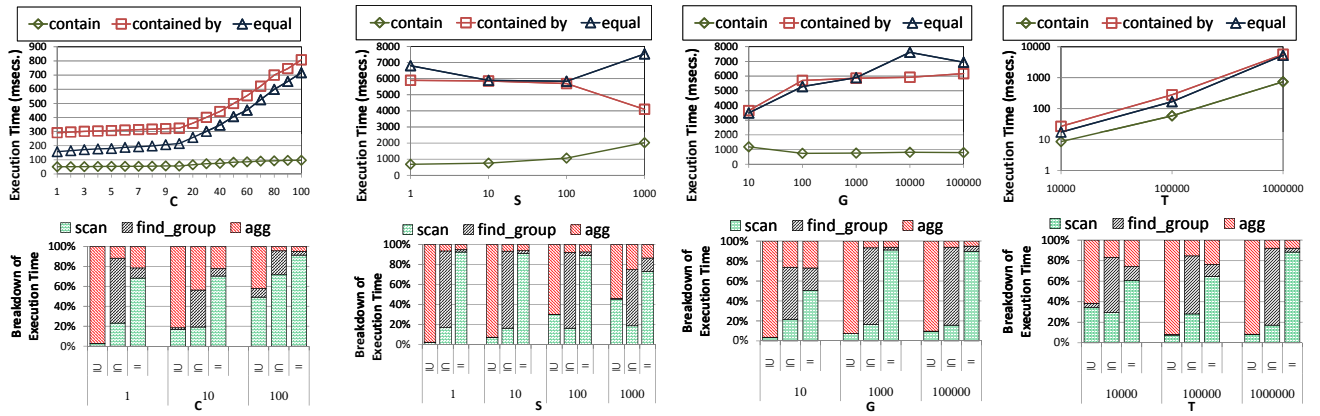 contain contained by equal
Execution Time (msecs.)
900
800
700
600
500
400
300
200
100
0
1 3 5 7 9 20 40 60 80 100
C
contain contained by equal
Execution Time (msecs.)
8000
7000
6000
5000
4000
3000
2000
1000
0
1 10 100 1000
S
contain contained by equal
Execution Time (msecs.)
8000
7000
6000
5000
4000
3000
2000
1000
0
10 100 1000 10000 100000
G
contain contained by equal
Execution Time (msecs.)
10000
1000
100
10
1
10000 100000 1000000
T
scan find_group agg
Breakdown of
Execution Time
100%
80%
60%
40%
20%
0%
⊇ ⊆ = ⊇ ⊆ = ⊇ ⊆ =
1 10 100
C
scan find_group agg
Breakdown of
Execution Time
100%
80%
60%
40%
20%
0%
⊇ ⊆ = ⊇ ⊆ = ⊇ ⊆ = ⊇ ⊆ =
1 10 100 1000
S
scan find_group agg
Breakdown of
Execution Time
100%
80%
60%
40%
20%
0%
⊇ ⊆ = ⊇ ⊆ = ⊇ ⊆ =
10 1000 100000
G
scan find_group agg
Breakdown of
Execution Time
100%
80%
60%
40%
20%
0%
⊇ ⊆ = ⊇ ⊆ = ⊇ ⊆ =
10000 100000 1000000
T